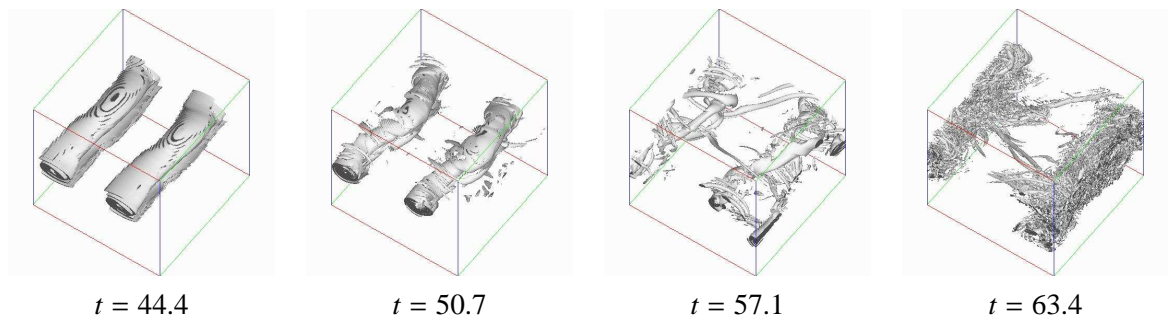 t = 44.4
t = 50.7
t = 57.1
t = 63.4